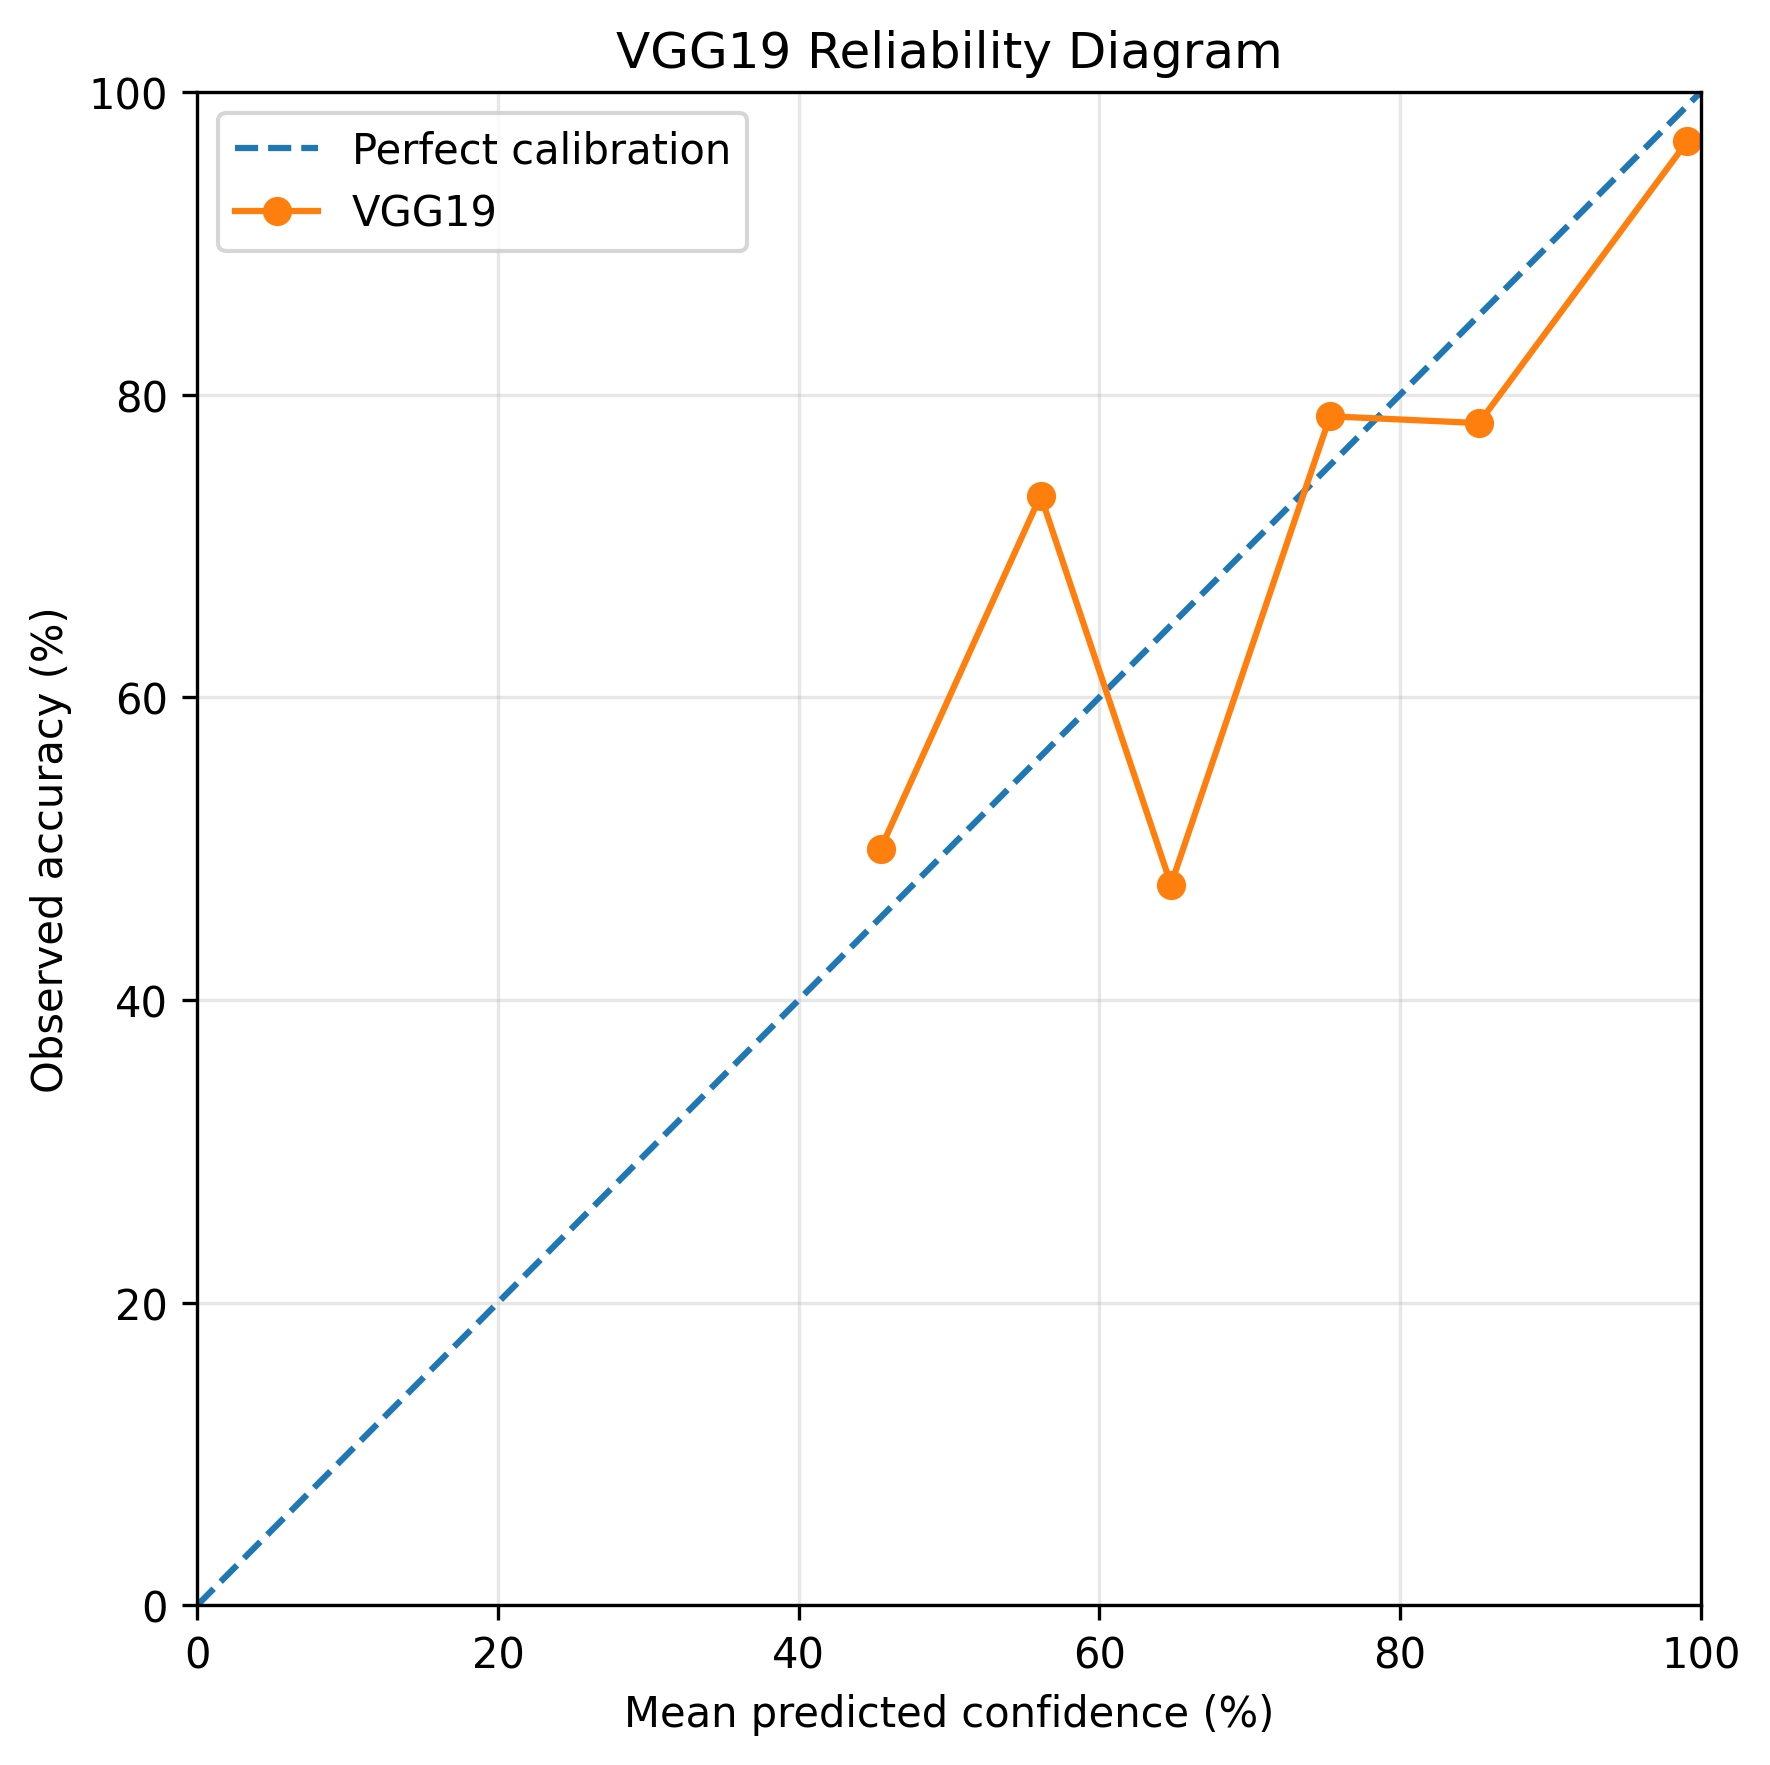 VGG19 Reliability Diagram
Perfect calibration
VGG19
Observed accuracy (%)
100
80
60
40
20
0
0 20 40 60 80 100
Mean predicted confidence (%)